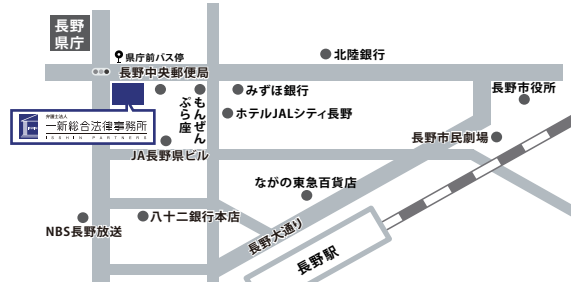 長野
県庁
県庁前バス停
北陸銀行
長野中央郵便局
みずほ銀行
長野市役所
もんぜん
ぷら座
ホテルJALシティ長野
弁護士法人
一新総合法律事務所
ISSHIN PARTNERS
長野市民劇場
JA長野県ビル
ながの東急百貨店
八十二銀行本店
NBS長野放送
長野大通り
長野駅